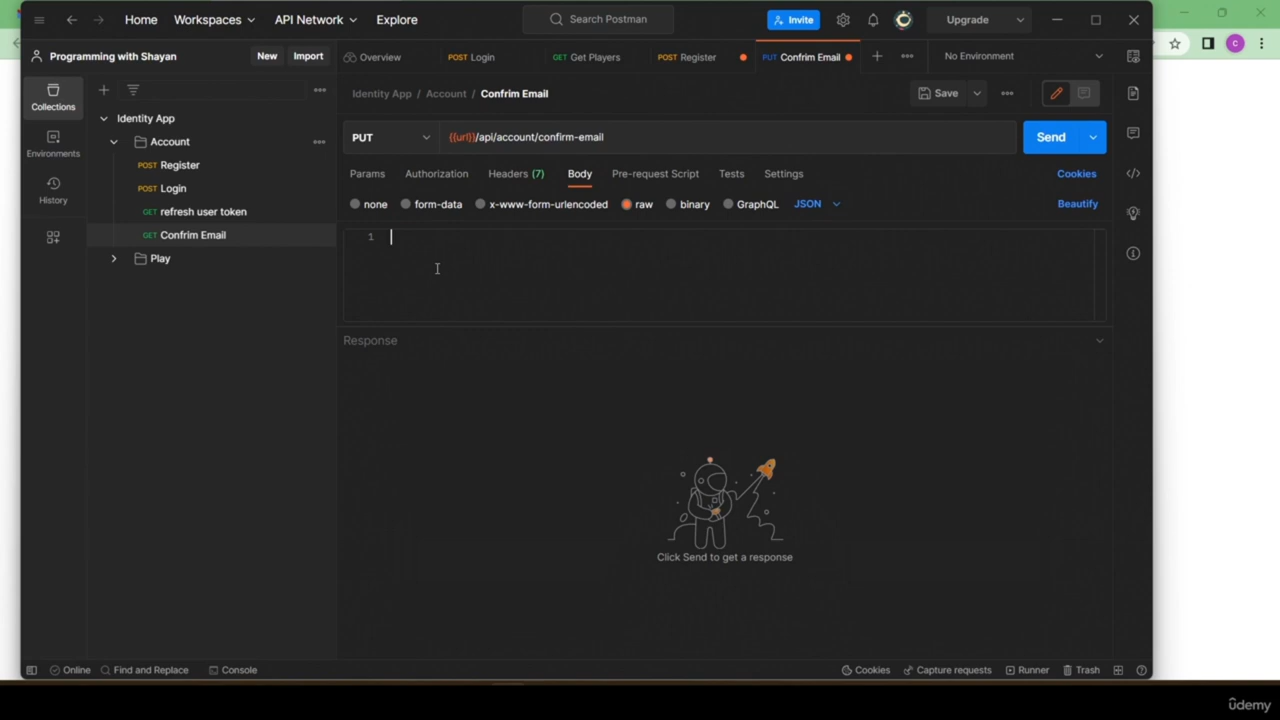 Home Workspaces API Network Explore Search Postman Invite Upgrade
Programming with Shayan New Import Overview POST Login GET Get Players POST Register PUT Confrim Email No Environment
Collections
Environments
History
Identity App
Account
POST Register
POST Login
GET refresh user token
GET Confrim Email
Play
Identity App / Account / Confrim Email Save
PUT {{url}}/api/account/confirm-email Send
Params Authorization Headers (7) Body Pre-request Script Tests Settings Cookies
none form-data x-www-form-urlencoded raw binary GraphQL JSON Beautify
1
Response
Click Send to get a response
Online Find and Replace Console Cookies Capture requests Runner Trash
C
ûdemy